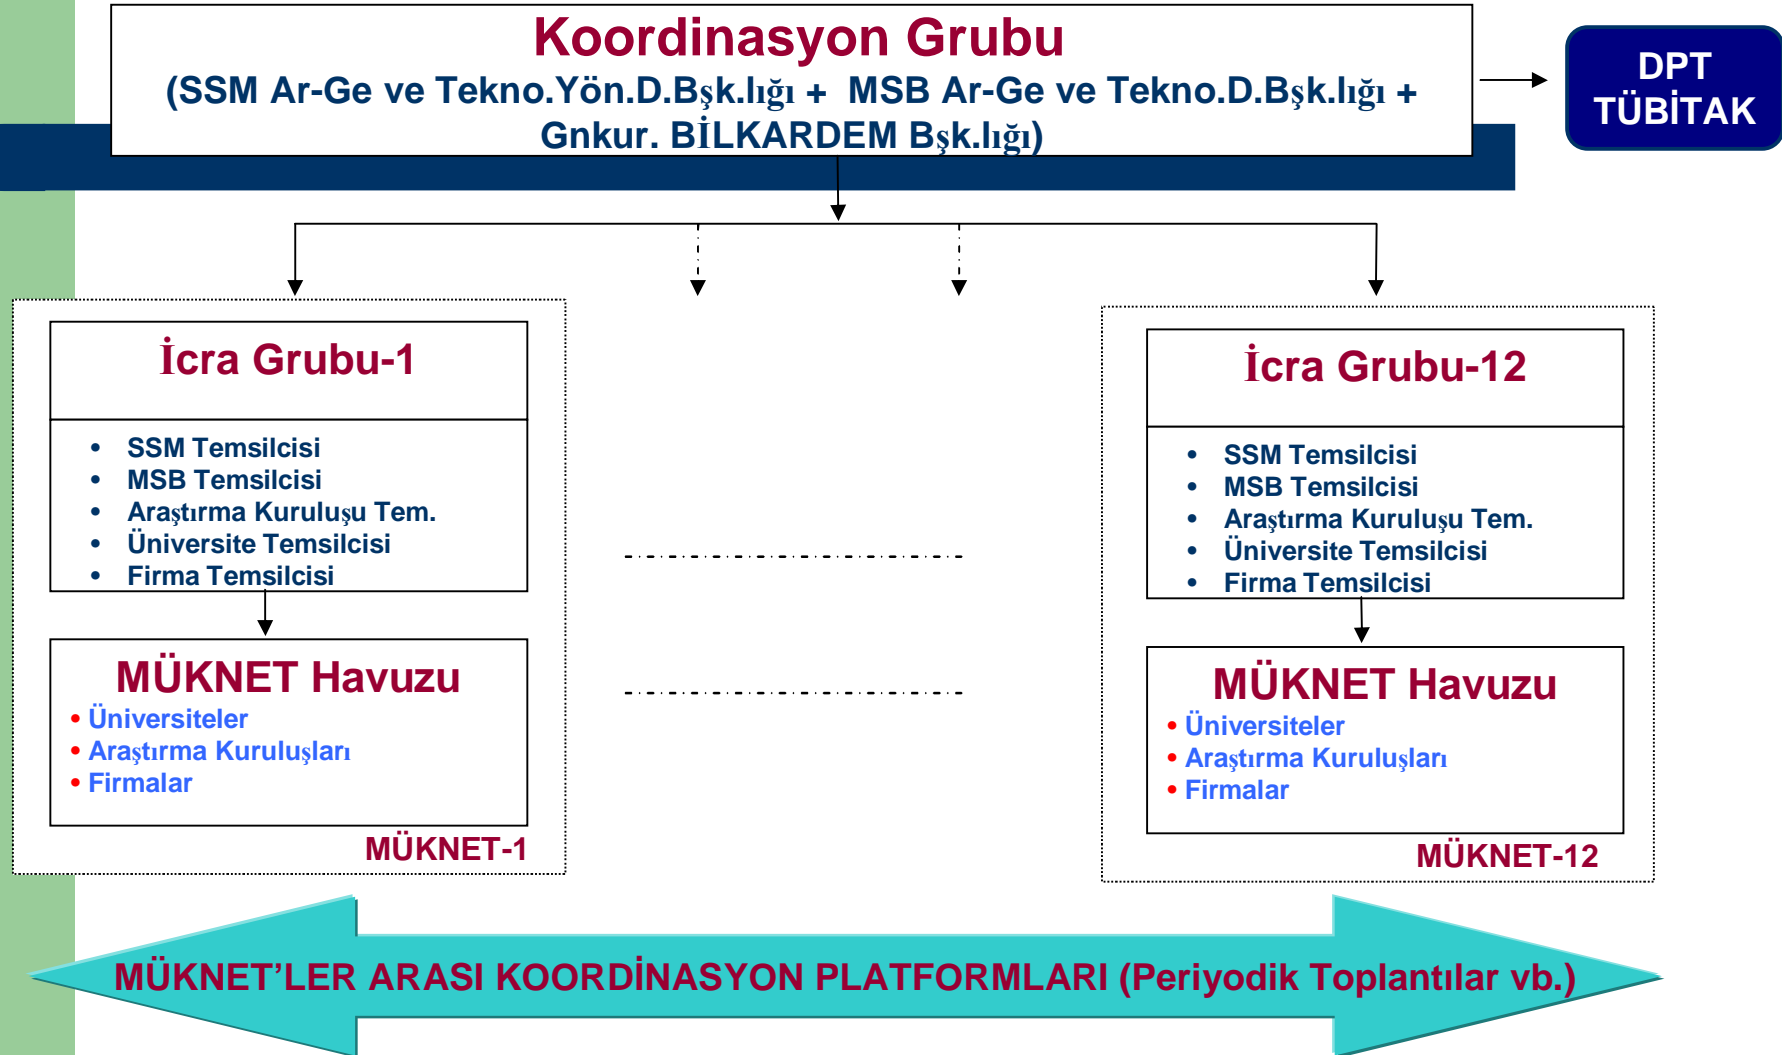 Koordinasyon Grubu
(SSM Ar-Ge ve Tekno.Yön.D.Bşk.lığı + MSB Ar-Ge ve Tekno.D.Bşk.lığı +
Gnkur. BİLKARDEM Bşk.lığı)
DPT
TÜBİTAK
İcra Grubu-1
• SSM Temsilcisi
• MSB Temsilcisi
• Araştırma Kuruluşu Tem.
• Üniversite Temsilcisi
• Firma Temsilcisi
MÜKNET Havuzu
• Üniversiteler
• Araştırma Kuruluşları
• Firmalar
MÜKNET-1
İcra Grubu-12
• SSM Temsilcisi
• MSB Temsilcisi
• Araştırma Kuruluşu Tem.
• Üniversite Temsilcisi
• Firma Temsilcisi
MÜKNET Havuzu
• Üniversiteler
• Araştırma Kuruluşları
• Firmalar
MÜKNET-12
MÜKNET'LER ARASI KOORDİNASYON PLATFORMLARI (Periyodik Toplantılar vb.)